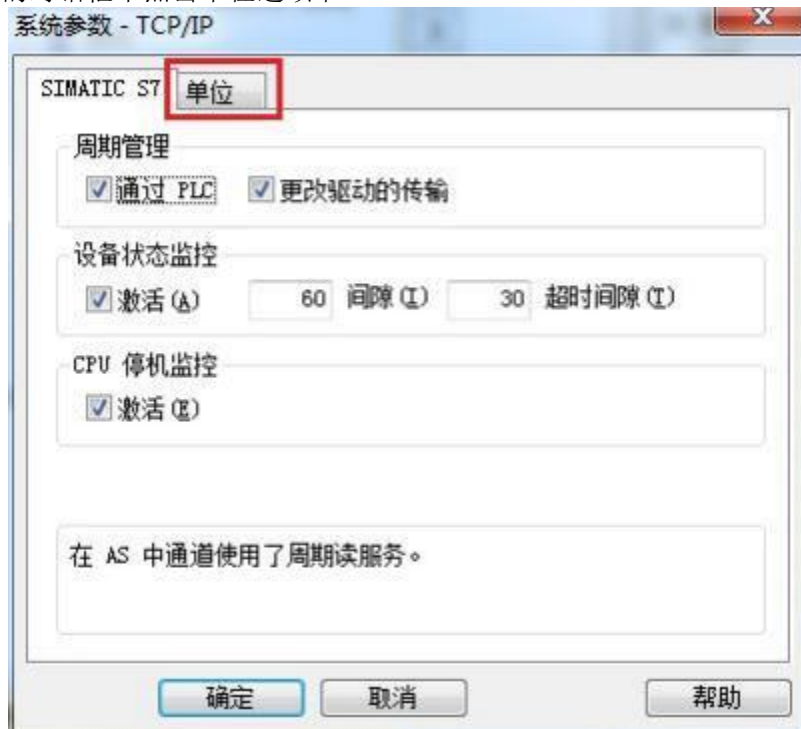 系统参数 - TCP/IP
SIMATIC S7 单位
周期管理
通过 PLC 更改驱动的传输
设备状态监控
激活(A) 60 间隙(I) 30 超时间隙(T)
CPU 停机监控
激活(E)
在 AS 中通道使用了周期读服务。
确定 取消 帮助